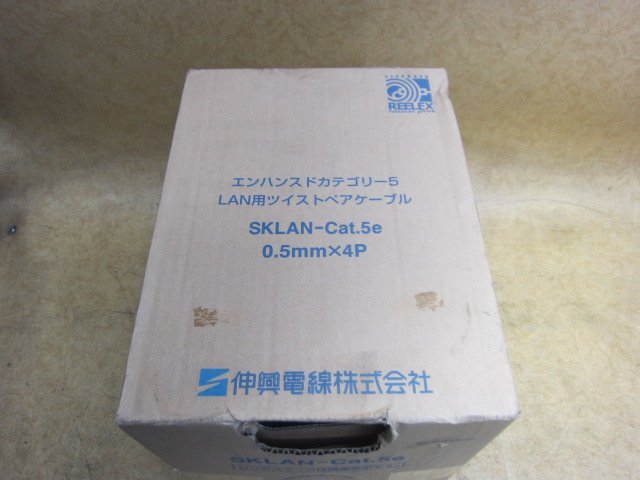 REELEX
エンハンスドカテゴリー5
LAN用ツイストペアケーブル
SKLAN-Cat.5e
0.5mm×4P
伸興電線株式会社
SKLAN-Cat.5e